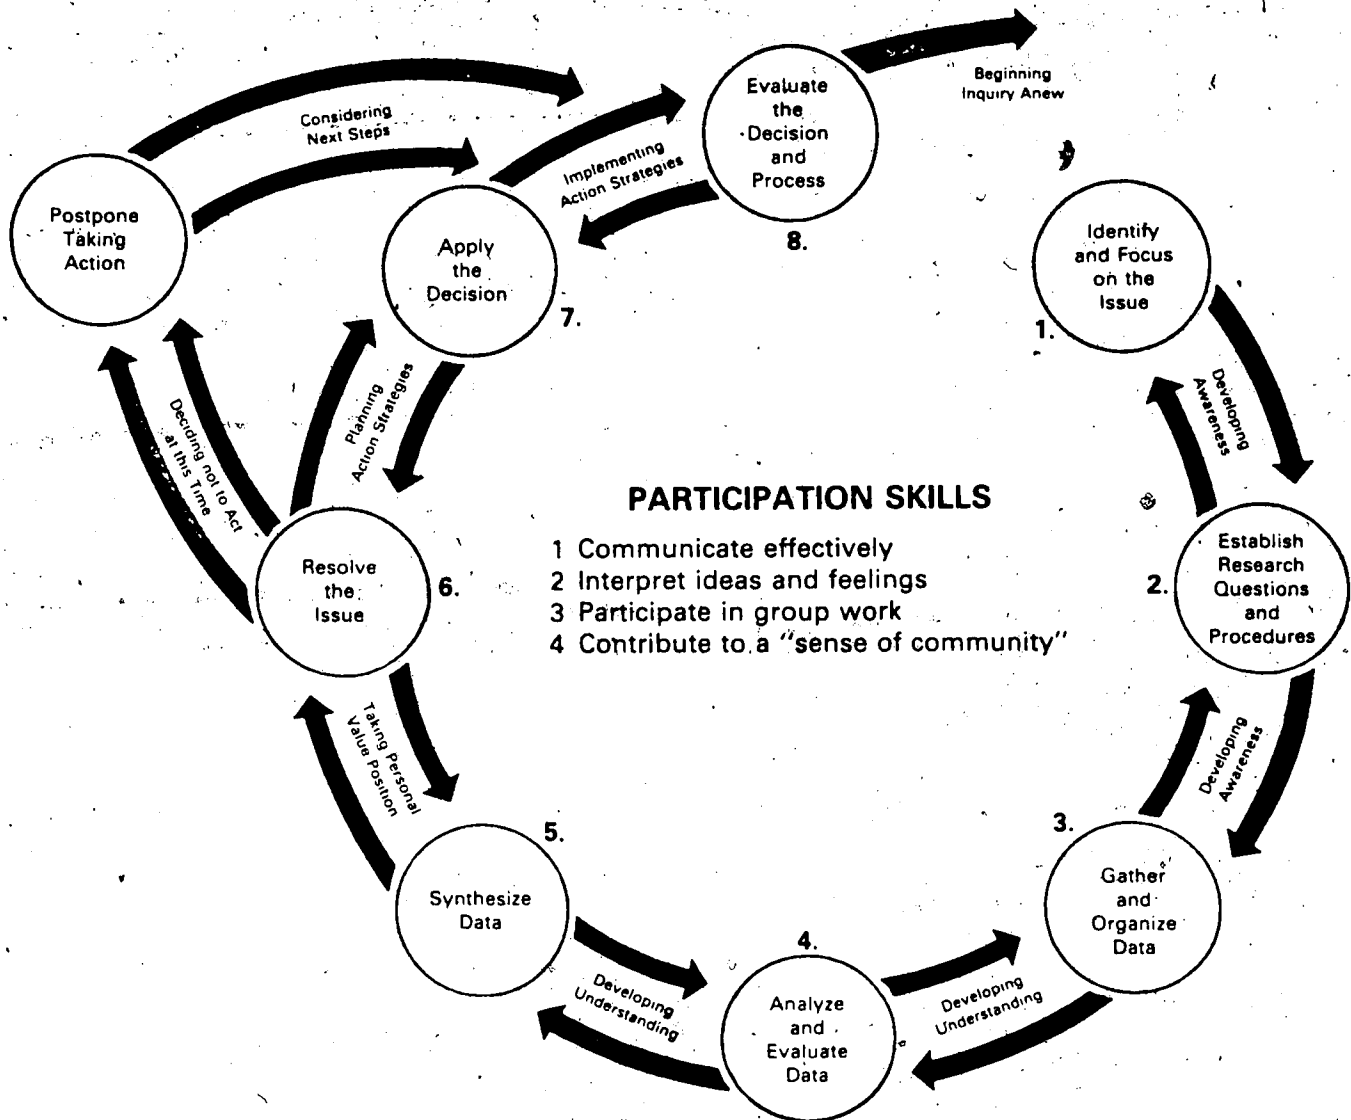 Beginning
Inquiry Anew
Evaluate
the
Decision
and
Process
8.
Considering
Next Steps
Implementing
Action Strategies
Postpone
Taking
Action
Apply
the
Decision
7.
Identify
and Focus
on the
Issue
1.
Developing
Awareness
Planning
Action Strategies
Deciding not to Act
at this Time
PARTICIPATION SKILLS
1 Communicate effectively
2 Interpret ideas and feelings
3 Participate in group work
4 Contribute to a "sense of community"
Establish
Research
Questions
and
Procedures
2.
Resolve
the
Issue
6.
Taking Personal
Value Position
Developing
Awareness
3.
Gather
and
Organize
Data
5.
Synthesize
Data
4.
Analyze
and
Evaluate
Data
Developing
Understanding
Developing
Understanding